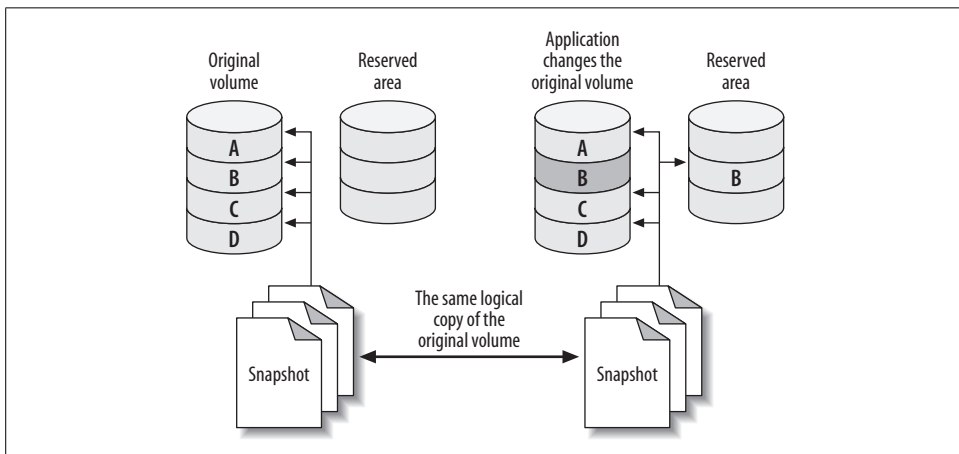 Original
volume
Reserved
area
A
B
C
D
Application
changes the
original volume
Reserved
area
A
B
C
D
B
The same logical
copy of the
original volume
Snapshot
Snapshot